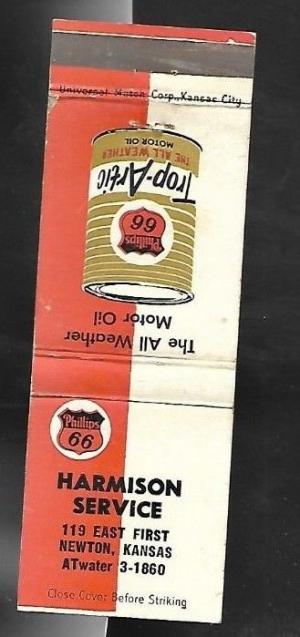 Universal Match Corp., Kansas City
The All Weather
Motor Oil
Phillips
66
Trop-Artic
THE ALL WEATHER
MOTOR OIL
Phillips
66
HARMISON
SERVICE
119 EAST FIRST
NEWTON, KANSAS
ATwater 3-1860
Close Cover Before Striking